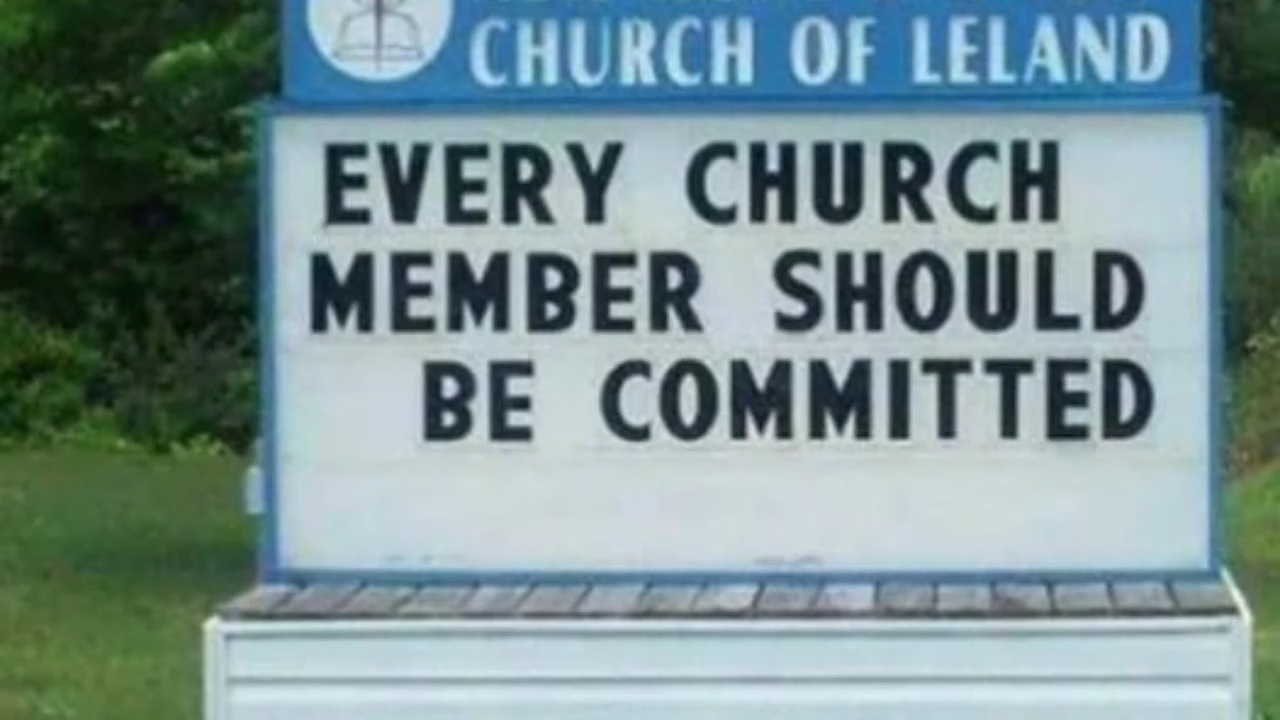 CHURCH OF LELAND
EVERY CHURCH
MEMBER SHOULD
BE COMMITTED